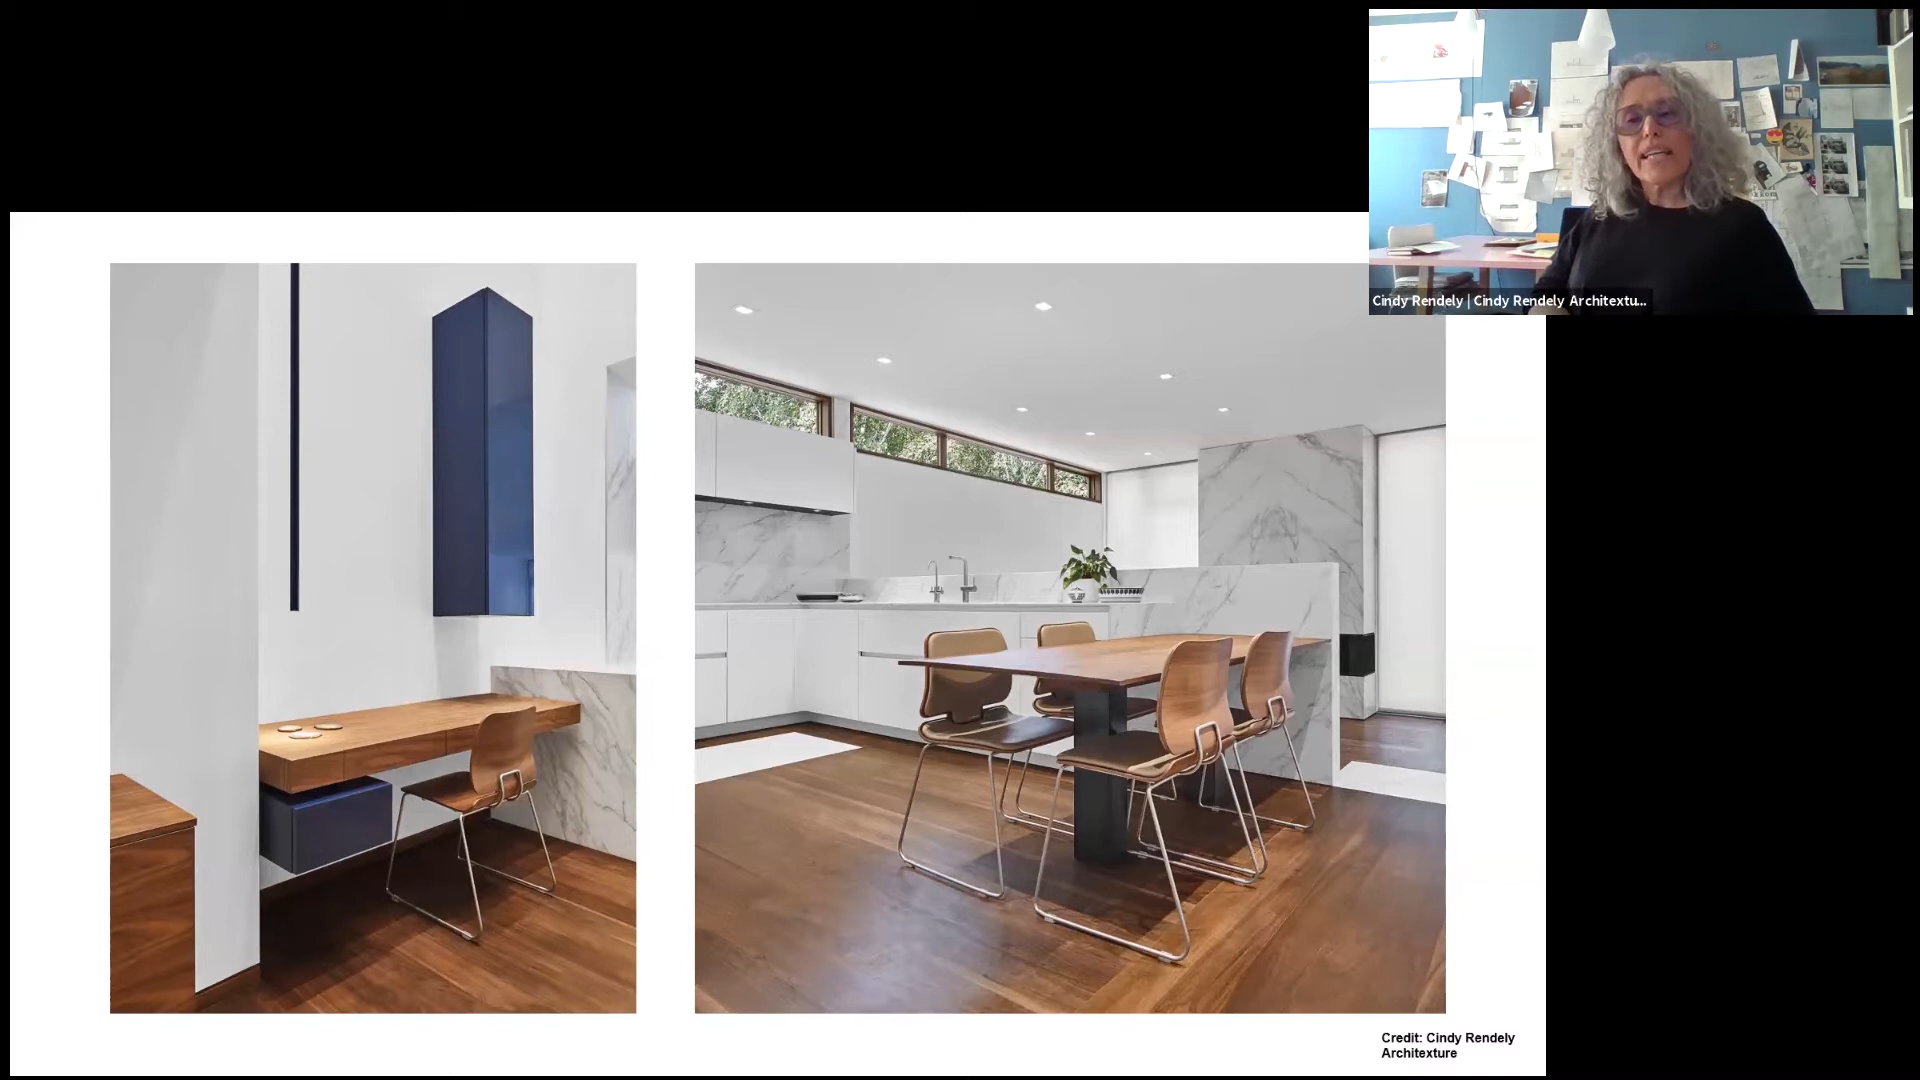 Cindy Rendely | Cindy Rendely Architextu...
Credit: Cindy Rendely
Architexture